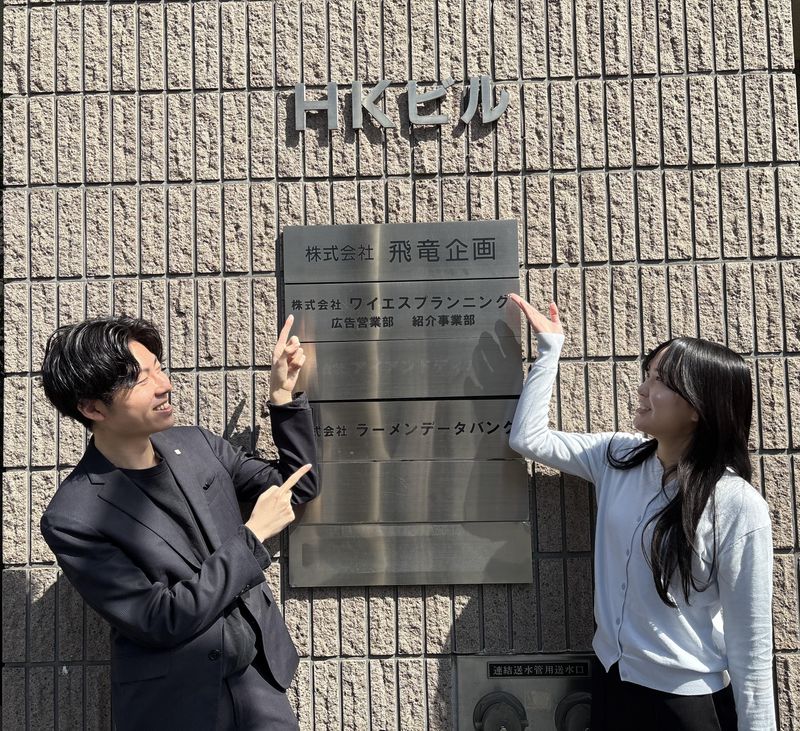 HKビル
株式会社 飛竜企画
株式会社 ワイエスプランニング
広告営業部 紹介事業部
式会社 ラーメンデータバンク
連結送水管用送水口